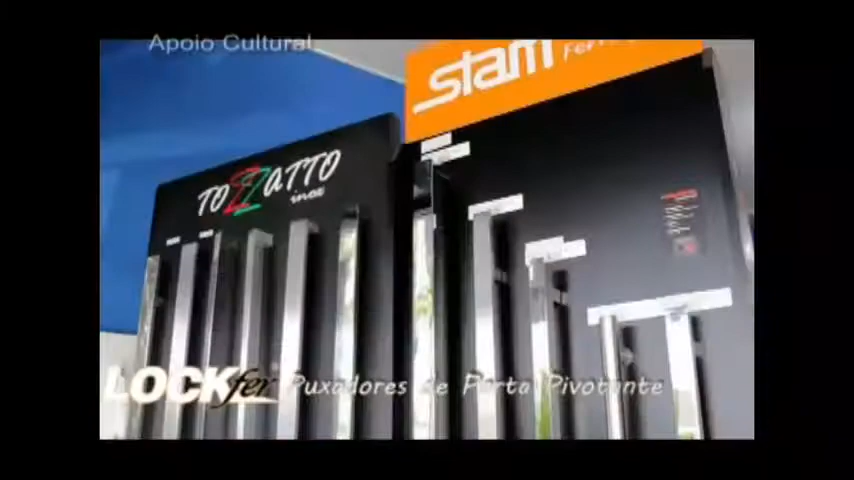 Apoio Cultural
stam
TOZZATTO
inox
LOCKfer Puxadores de Porta Pivotante